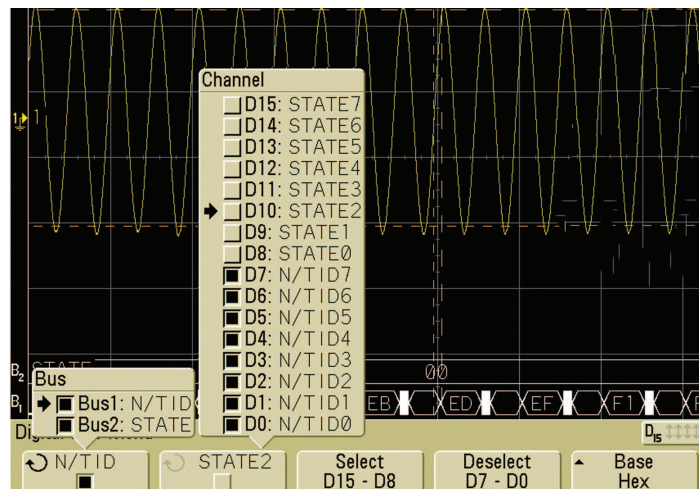 Channel
D15: STATE7
D14: STATE6
D13: STATE5
D12: STATE4
D11: STATE3
D10: STATE2
D9: STATE1
D8: STATE0
D7: N/TID7
D6: N/TID6
D5: N/TID5
D4: N/TID4
D3: N/TID3
D2: N/TID2
D1: N/TID1
D0: N/TID0
1 1
B2 00
Bus
Bus1: N/TID
Bus2: STATE
B1 EB ED EF F1
D15
N/TID STATE2 Select Deselect Base
D15 - D8 D7 - D0 Hex